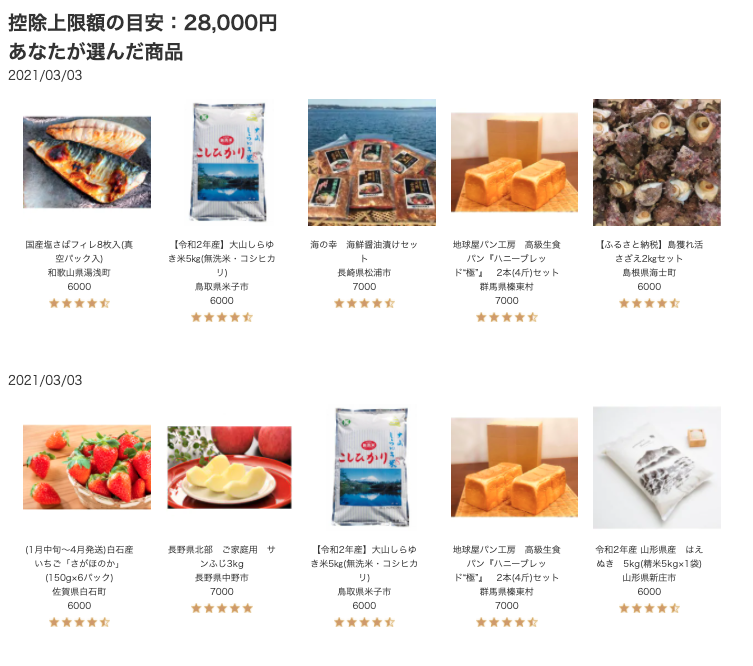 控除上限額の目安：28,000円
あなたが選んだ商品
2021/03/03
こしひかり
国産塩さばフィレ8枚入(真
空パック入)
和歌山県湯浅町
6000
【令和2年産】大山しらゆ
き米5kg(無洗米・コシヒカ
リ)
鳥取県米子市
6000
海の幸　海鮮醤油漬けセッ
ト
長崎県松浦市
7000
地球屋パン工房　高級生食
パン『ハニーブレッ
ド“極”』　2本(4斤)セット
群馬県榛東村
7000
【ふるさと納税】島獲れ活
さざえ2㎏セット
島根県海士町
6000
2021/03/03
こしひかり
(1月中旬〜4月発送)白石産
いちご「さがほのか」
(150g×6パック)
佐賀県白石町
6000
長野県北部　ご家庭用　サ
ンふじ3kg
長野県中野市
7000
【令和2年産】大山しらゆ
き米5kg(無洗米・コシヒカ
リ)
鳥取県米子市
6000
地球屋パン工房　高級生食
パン『ハニーブレッ
ド“極”』　2本(4斤)セット
群馬県榛東村
7000
令和2年産 山形県産　はえ
ぬき　5kg(精米5kg×1袋)
山形県新庄市
6000